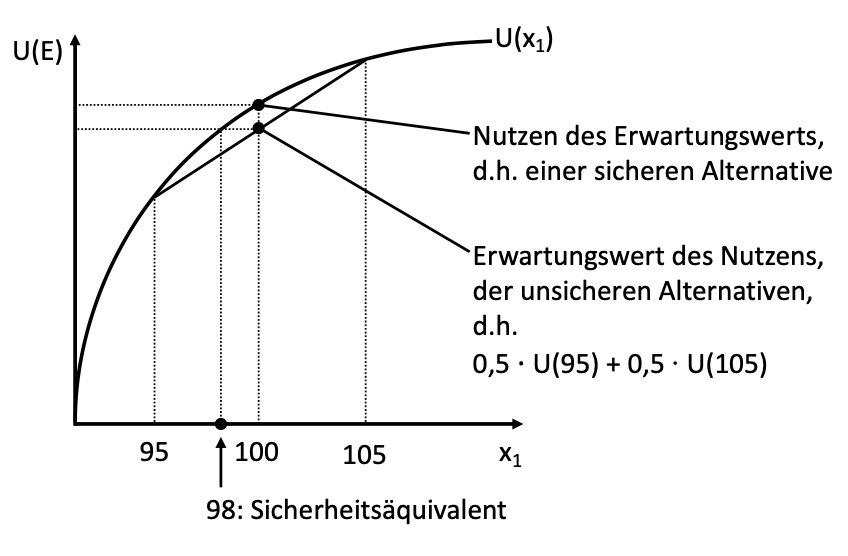 U(E)
U(x₁)
Nutzen des Erwartungswerts,
d.h. einer sicheren Alternative
Erwartungswert des Nutzens,
der unsicheren Alternativen,
d.h.
0,5 · U(95) + 0,5 · U(105)
95
100
105
x₁
98: Sicherheitsäquivalent